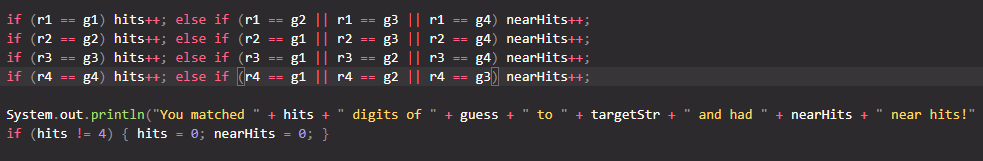 if (r1 == g1) hits++; else if (r1 == g2 || r1 == g3 || r1 == g4) nearHits++;
if (r2 == g2) hits++; else if (r2 == g1 || r2 == g3 || r2 == g4) nearHits++;
if (r3 == g3) hits++; else if (r3 == g1 || r3 == g2 || r3 == g4) nearHits++;
if (r4 == g4) hits++; else if (r4 == g1 || r4 == g2 || r4 == g3) nearHits++;
System.out.println("You matched " + hits + " digits of " + guess + " to " + targetStr + " and had " + nearHits + " near hits!"
if (hits != 4) { hits = 0; nearHits = 0; }